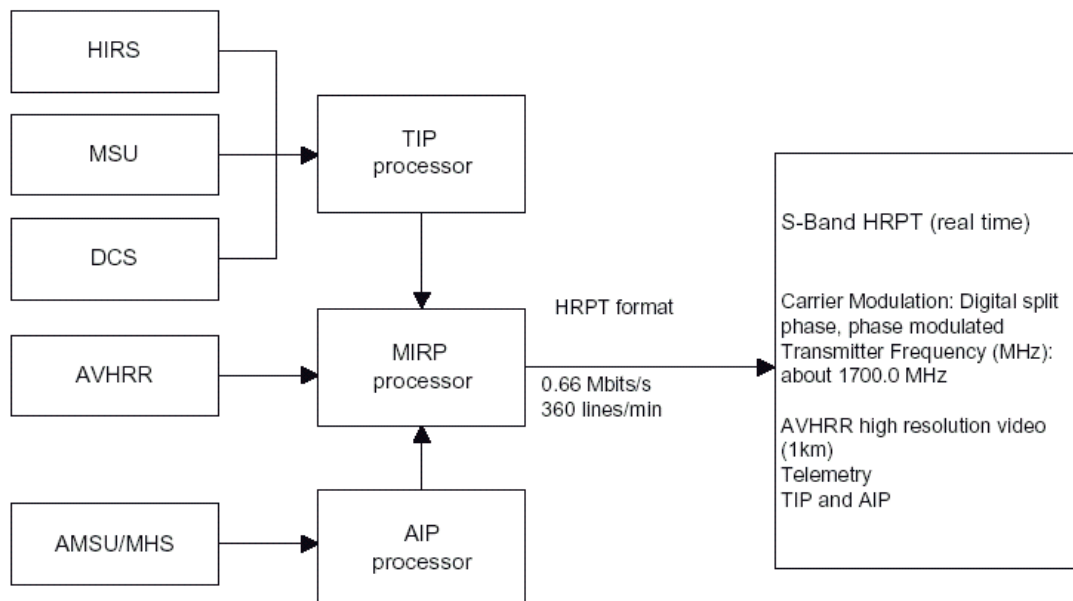 HIRS
MSU
DCS
TIP
processor
AVHRR
MIRP
processor
AMSU/MHS
AIP
processor
HRPT format
0.66 Mbits/s
360 lines/min
S-Band HRPT (real time)
Carrier Modulation: Digital split
phase, phase modulated
Transmitter Frequency (MHz):
about 1700.0 MHz
AVHRR high resolution video
(1km)
Telemetry
TIP and AIP